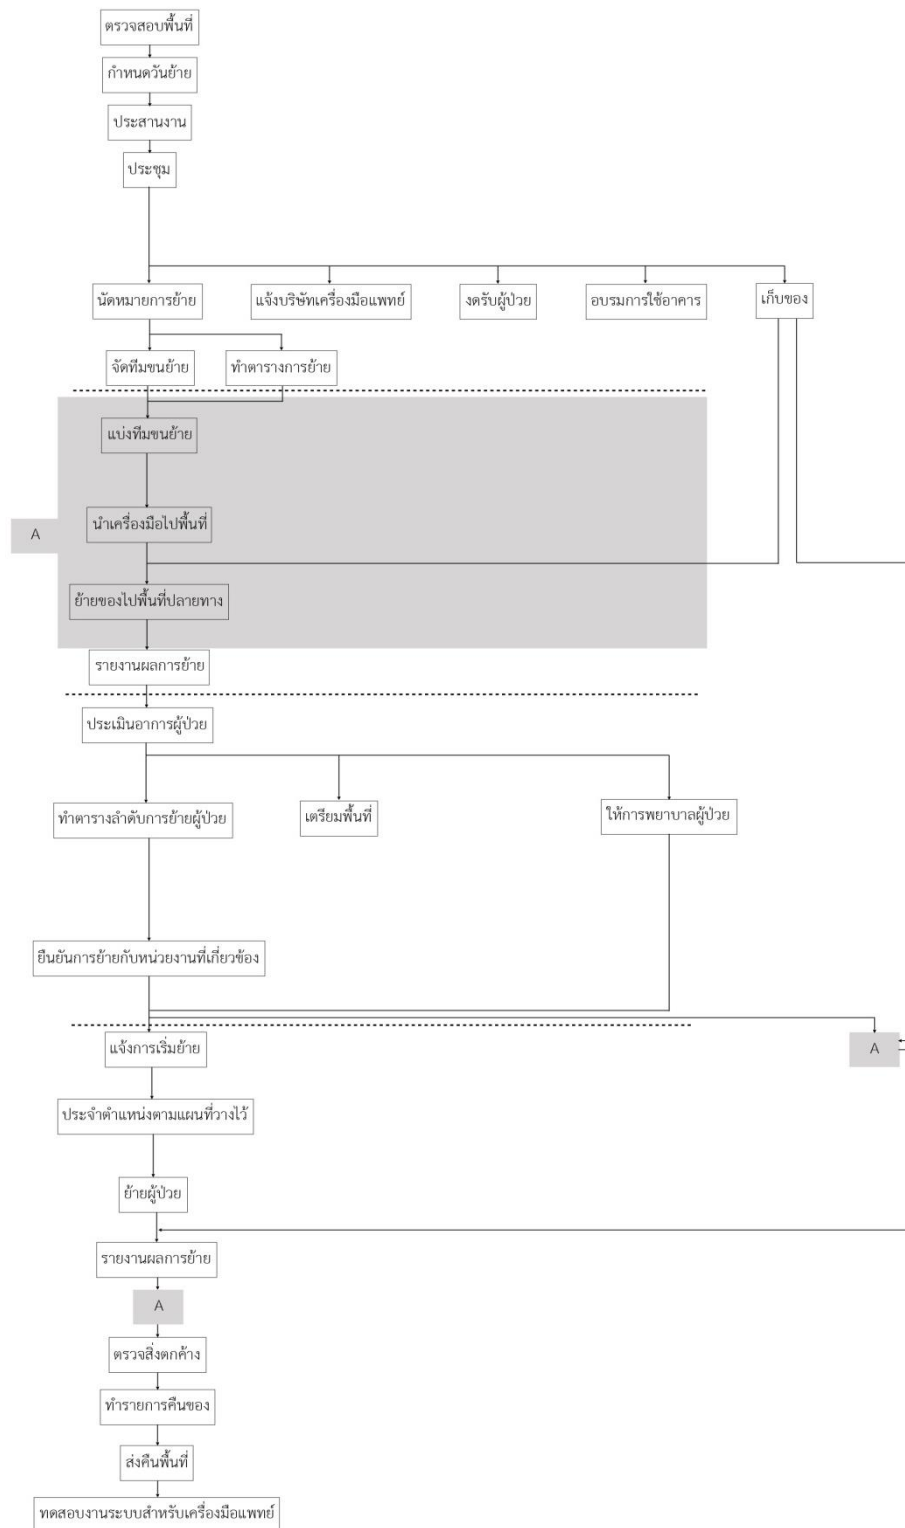 ตรวจสอบพื้นที่
กำหนดวันย้าย
ประสานงาน
ประชุม
นัดหมายการย้าย
แจ้งบริษัทเครื่องมือแพทย์
งดรับผู้ป่วย
อบรมการใช้อาคาร
เก็บของ
จัดทีมขนย้าย
ทำตารางการย้าย
แบ่งทีมขนย้าย
นำเครื่องมือไปพื้นที่
A
ย้ายของไปพื้นที่ปลายทาง
รายงานผลการย้าย
ประเมินอาการผู้ป่วย
ทำตารางลำดับการย้ายผู้ป่วย
เตรียมพื้นที่
ให้การพยาบาลผู้ป่วย
ยืนยันการย้ายกับหน่วยงานที่เกี่ยวข้อง
แจ้งการเริ่มย้าย
A
ประจำตำแหน่งตามแผนที่วางไว้
ย้ายผู้ป่วย
รายงานผลการย้าย
A
ตรวจสิ่งตกค้าง
ทำรายการคืนของ
ส่งคืนพื้นที่
ทดสอบงานระบบสำหรับเครื่องมือแพทย์